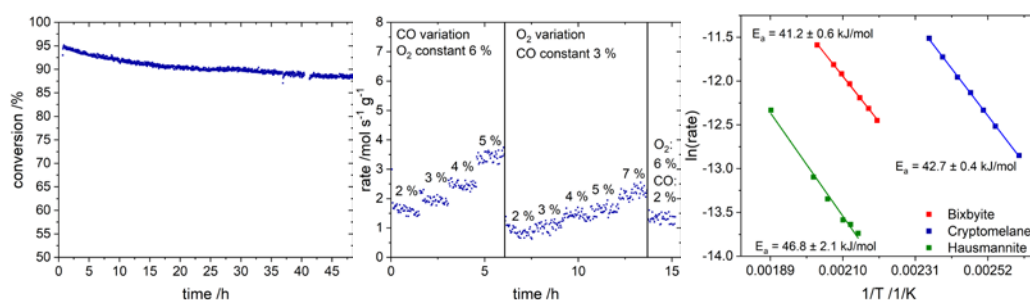 100
95
90
85
80
75
70
65
60
55
50
conversion /%
0 5 10 15 20 25 30 35 40 45
time /h
8
7
6
5
4
3
2
1
0
rate /mol s⁻¹ g⁻¹
CO variation
O₂ constant 6 %
2 %
3 %
4 %
5 %
O₂ variation
CO constant 3 %
2 %
3 %
4 %
5 %
7 %
O₂:
6 %
CO:
2 %
0 5 10 15
time /h
-11.5
-12.0
-12.5
-13.0
-13.5
-14.0
ln(rate)
Eₐ = 41.2 ± 0.6 kJ/mol
Eₐ = 42.7 ± 0.4 kJ/mol
Eₐ = 46.8 ± 2.1 kJ/mol
Bixbyite
Cryptomelane
Hausmannite
0.00189 0.00210 0.00231 0.00252
1/T /1/K